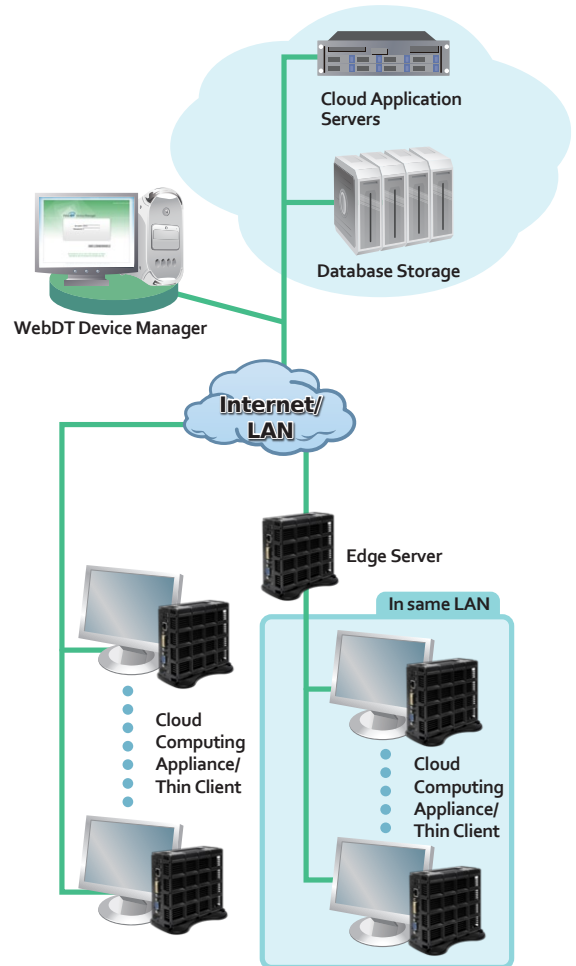 Cloud Application
Servers
Database Storage
WebDT Device Manager
Internet/
LAN
Edge Server
In same LAN
Cloud
Computing
Appliance/
Thin Client
Cloud
Computing
Appliance/
Thin Client